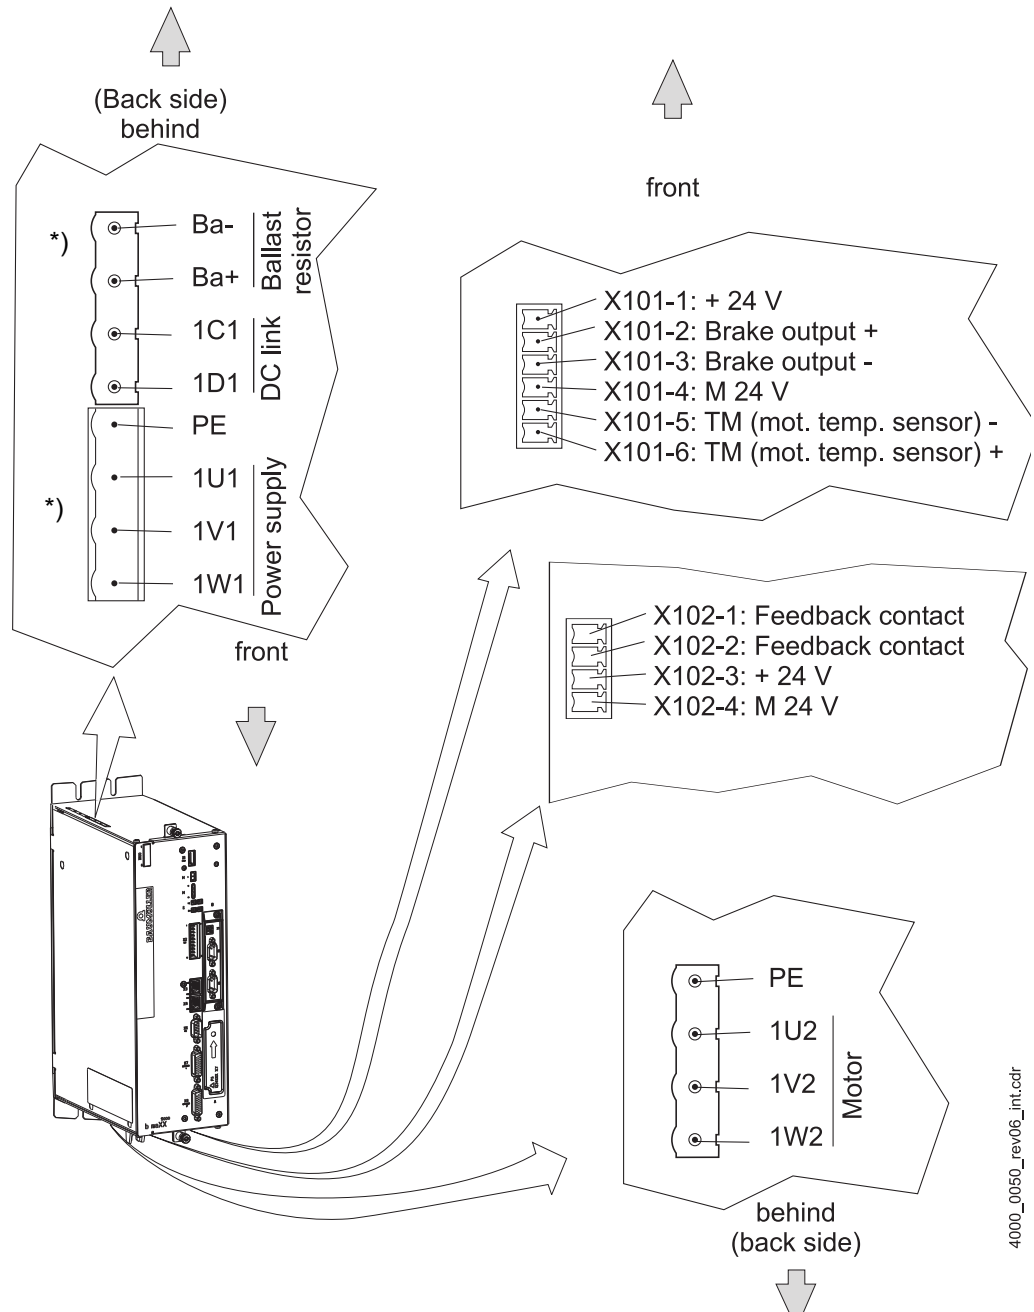 (Back side)
behind
*)
Ba-
Ba+
Ballast
resistor
1C1
1D1
DC link
*)
PE
1U1
1V1
1W1
Power supply
front
front
X101-1: + 24 V
X101-2: Brake output +
X101-3: Brake output -
X101-4: M 24 V
X101-5: TM (mot. temp. sensor) -
X101-6: TM (mot. temp. sensor) +
X102-1: Feedback contact
X102-2: Feedback contact
X102-3: + 24 V
X102-4: M 24 V
BAUMÜLLER
b maXX
PE
1U2
1V2
1W2
Motor
behind
(back side)
4000_0050_rev06_int.cdr